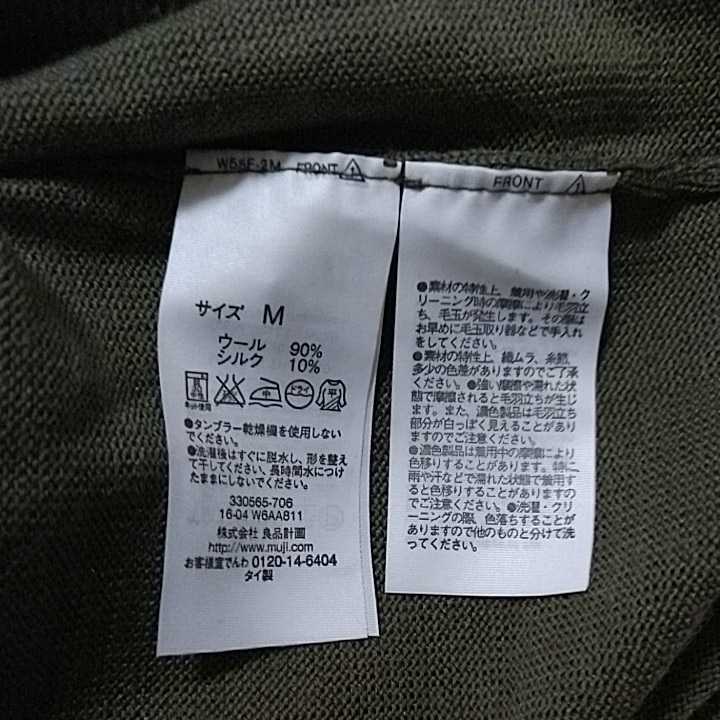 W55F-2M FRONT
サイズ M
ウール 90%
シルク 10%
ネット使用
中
ドライ
平
●タンブラー乾燥機を使用しない
でください。
●洗濯後はすぐに脱水し、形を整え
て干してください。長時間水につけ
たままにしないでください。
330565-706
16-04 W6AA811
株式会社 良品計画
http://www.muji.com
お客様室でんわ 0120-14-6404
タイ製
FRONT
●素材の特性上、着用や洗濯・ク
リーニング時の摩擦により毛羽立
ち、毛玉が発生します。その際は
お早めに毛玉取り器などで手入れ
をしてください。
●素材の特性上、織ムラ、糸節、
多少の色差がありますのでご了承
ください。●強い摩擦や濡れた状
態で摩擦されると毛羽立ちが生じ
ます。また、濃色製品は毛羽立ち
部分が白っぽく見えることがあり
ますのでご注意ください。
●濃色製品は着用中の摩擦により
色移りすることがあります。特に
雨や汗などで濡れた状態で着用す
ると色移りすることがありますの
でご注意ください。●洗濯・クリ
ーニングの際、色落ちすることが
ありますので他のものと分けて洗
ってください。